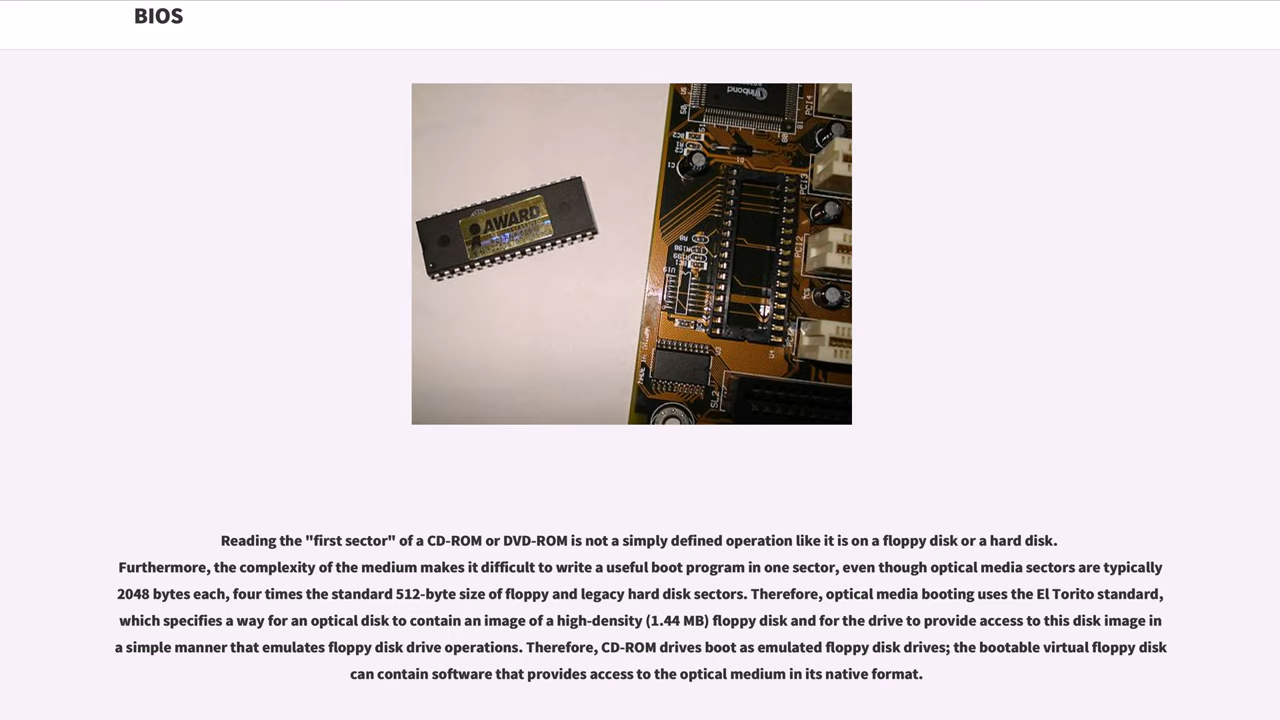 BIOS
AWARD
inbond
PCI4
PCI3
PCI2
SL2
Reading the "first sector" of a CD-ROM or DVD-ROM is not a simply defined operation like it is on a floppy disk or a hard disk.
Furthermore, the complexity of the medium makes it difficult to write a useful boot program in one sector, even though optical media sectors are typically
2048 bytes each, four times the standard 512-byte size of floppy and legacy hard disk sectors. Therefore, optical media booting uses the El Torito standard,
which specifies a way for an optical disk to contain an image of a high-density (1.44 MB) floppy disk and for the drive to provide access to this disk image in
a simple manner that emulates floppy disk drive operations. Therefore, CD-ROM drives boot as emulated floppy disk drives; the bootable virtual floppy disk
can contain software that provides access to the optical medium in its native format.